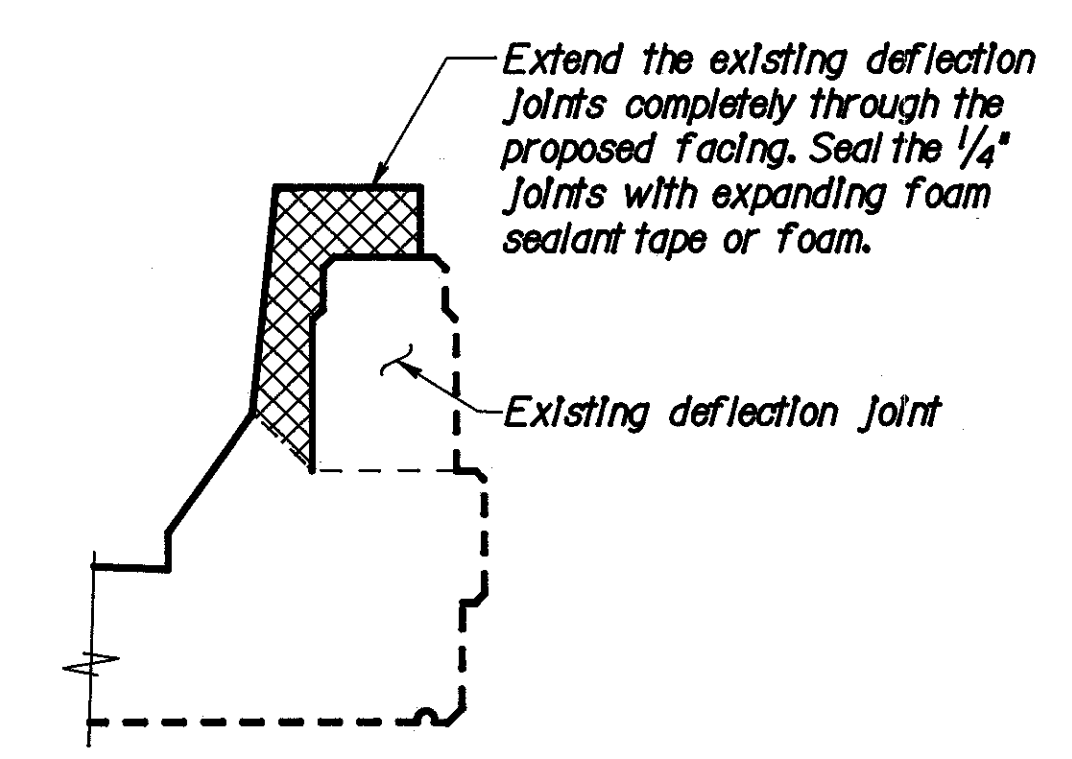 Extend the existing deflection
joints completely through the
proposed facing. Seal the 1/4"
joints with expanding foam
sealant tape or foam.
Existing deflection joint